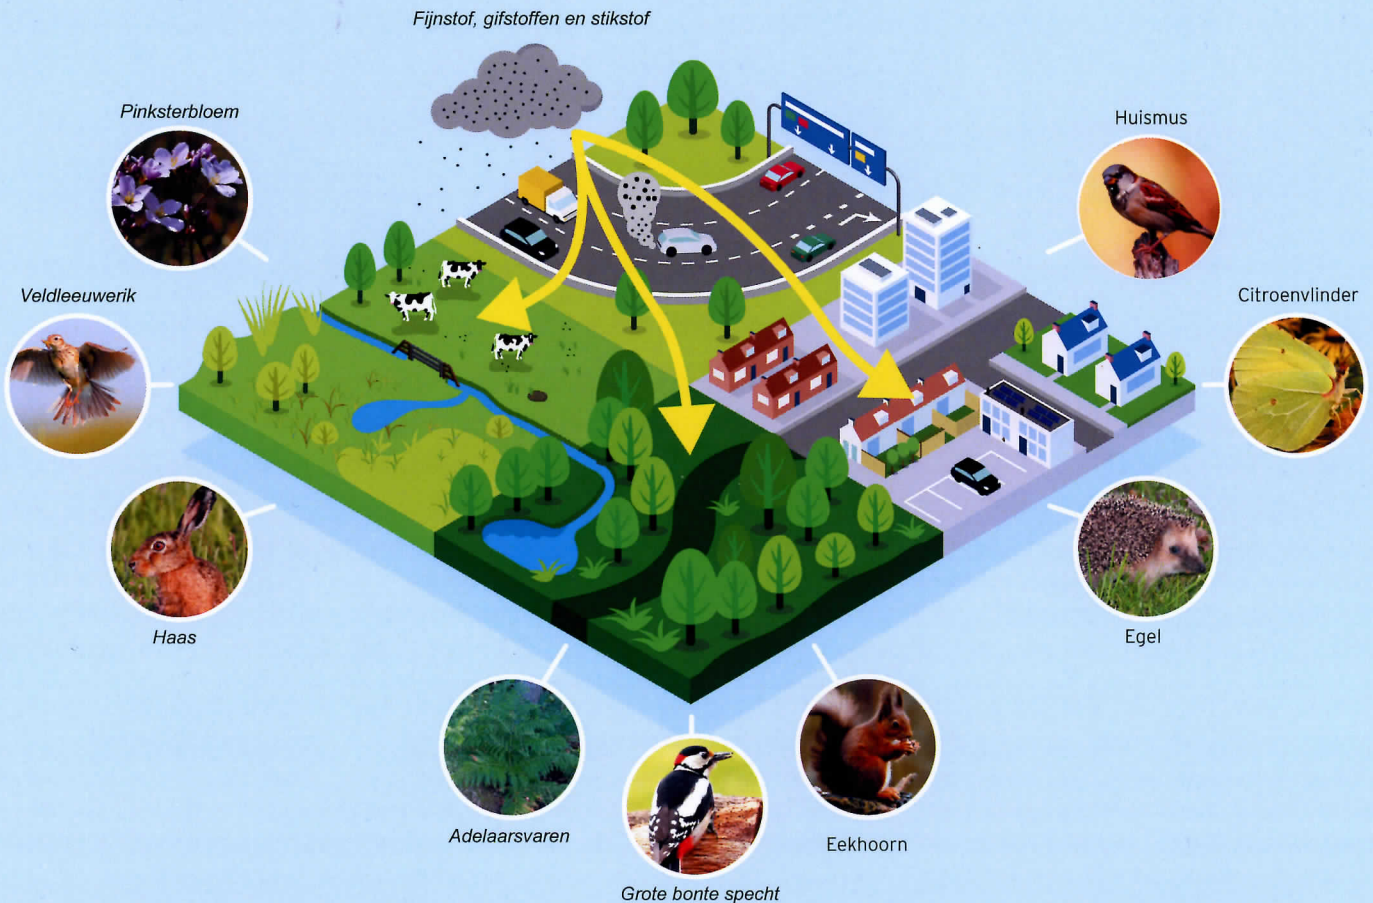 Fijnstof, gifstoffen en stikstof
Pinksterbloem
Huismus
Veldleeuwerik
Citroenvlinder
Haas
Egel
Adelaarsvaren
Eekhoorn
Grote bonte specht